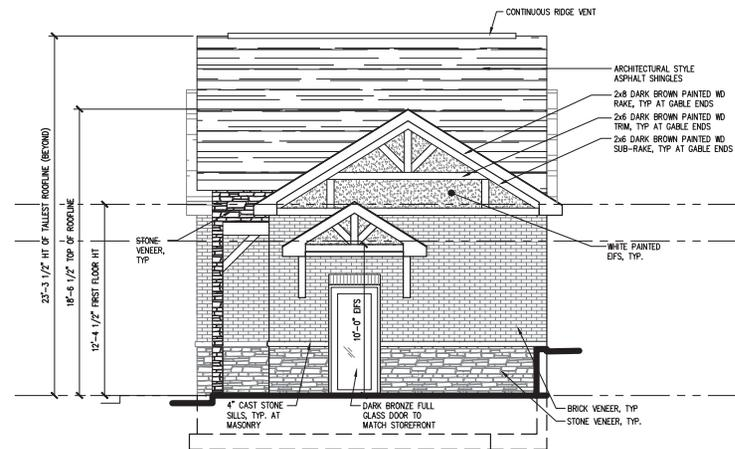 CONTINUOUS RIDGE VENT
ARCHITECTURAL STYLE
ASPHALT SHINGLES
2x8 DARK BROWN PAINTED WD
RAKE, TYP AT GABLE ENDS
2x6 DARK BROWN PAINTED WD
TRIM, TYP AT GABLE ENDS
2x6 DARK BROWN PAINTED WD
SUB-RAKE, TYP AT GABLE ENDS
23'-3 1/2" HT OF TALLEST ROOFLINE (BEYOND)
18'-6 1/2" TOP OF ROOFLINE
12'-4 1/2" FIRST FLOOR HT
STONE
VENEER,
TYP
WHITE PAINTED
EIFS, TYP.
10'-0" EIFS
4" CAST STONE
SILLS, TYP. AT
MASONRY
DARK BRONZE FULL
GLASS DOOR TO
MATCH STOREFRONT
BRICK VENEER, TYP
STONE VENEER, TYP.